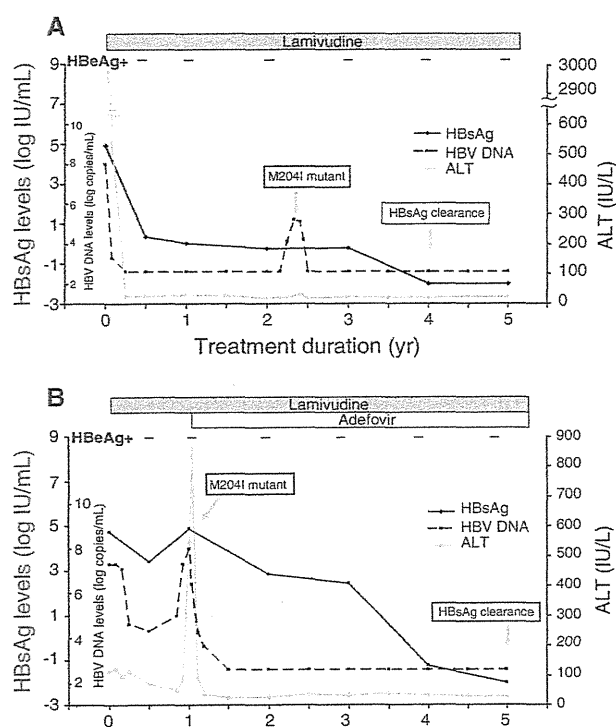 A
Lamivudine
HBeAg+ – – – – –
HBsAg levels (log IU/mL)
9
7
5
3
1
-1
-3
HBV DNA levels (log copies/mL)
10
8
6
4
2
HBsAg
HBV DNA
ALT
M204I mutant
HBsAg clearance
3000
2900
600
500
400
300
200
100
0
ALT (IU/L)
0 1 2 3 4 5
Treatment duration (yr)
B
Lamivudine
Adefovir
HBeAg+ – – – – – –
HBsAg levels (log IU/mL)
9
7
5
3
1
-1
-3
HBV DNA levels (log copies/mL)
10
8
6
4
2
M204I mutant
HBsAg
HBV DNA
ALT
HBsAg clearance
900
800
700
600
500
400
300
200
100
0
ALT (IU/L)
0 1 2 3 4 5